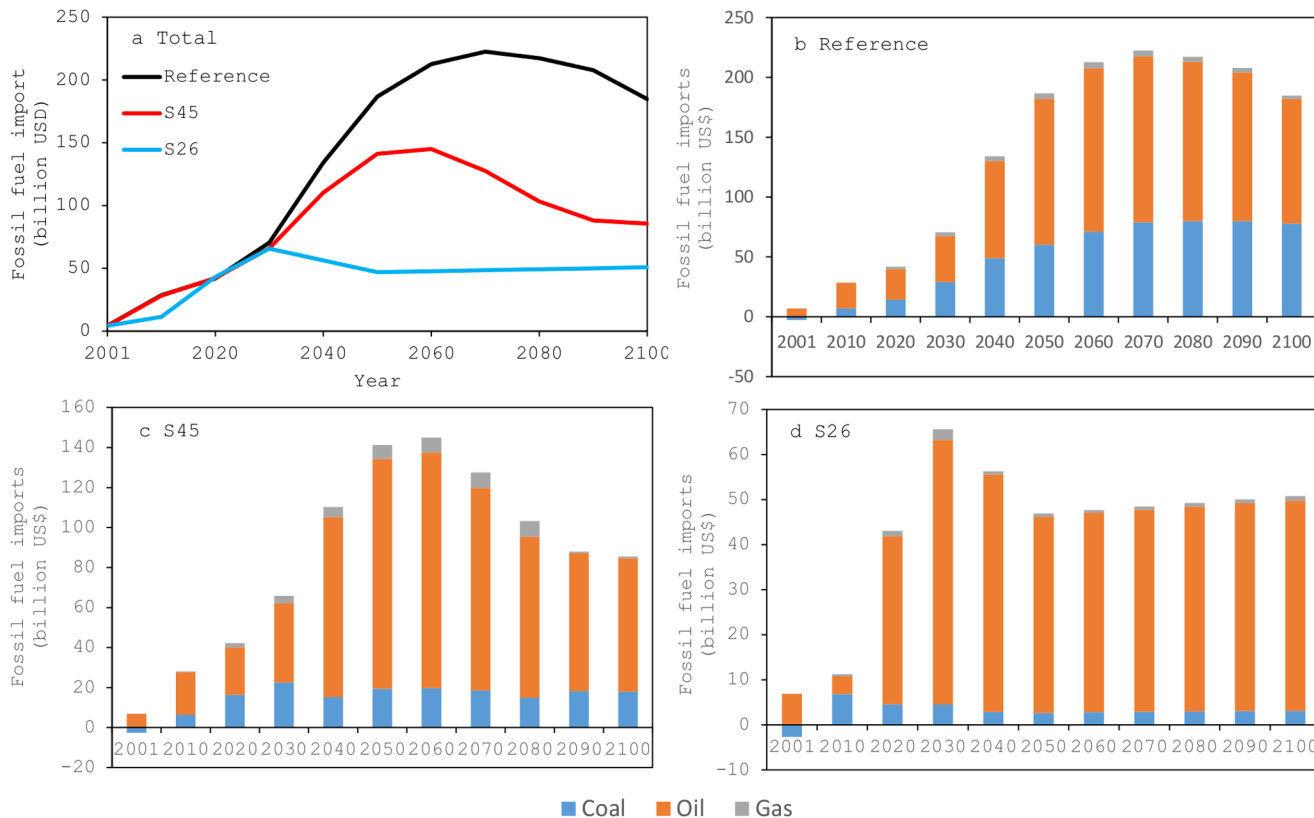 a Total
Reference
S45
S26
Fossil fuel import
(billion USD)
250
200
150
100
50
0
2001 2020 2040 2060 2080 2100
Year
b Reference
Fossil fuel imports
(billion US$)
250
200
150
100
50
0
-50
2001 2010 2020 2030 2040 2050 2060 2070 2080 2090 2100
c S45
Fossil fuel imports
(billion US$)
160
140
120
100
80
60
40
20
0
-20
2001 2010 2020 2030 2040 2050 2060 2070 2080 2090 2100
d S26
Fossil fuel imports
(billion US$)
70
60
50
40
30
20
10
0
-10
2001 2010 2020 2030 2040 2050 2060 2070 2080 2090 2100
Coal Oil Gas